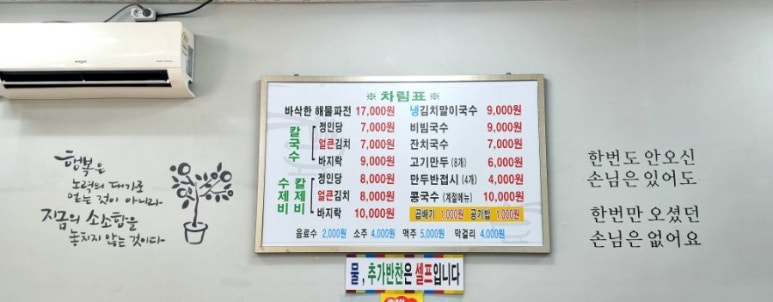 ※ 차림표 ※
바삭한 해물파전 17,000원
칼국수
정인당 7,000원
얼큰김치 7,000원
바지락 9,000원
칼제비
수제비
정인당 8,000원
얼큰김치 8,000원
바지락 10,000원
냉김치말이국수 9,000원
비빔국수 9,000원
잔치국수 7,000원
고기만두 (8개) 6,000원
만두반접시 (4개) 4,000원
콩국수 (계절메뉴) 10,000원
곱배기 1,000원 공기밥 1,000원
음료수 2,000원 소주 4,000원 맥주 5,000원 막걸리 4,000원
물, 추가반찬은 셀프입니다
행복은
노력의 대가로
얻는 것이 아니라
지금의 소소함을
놓치지 않는 것이다
한번도 안오신
손님은 있어도
한번만 오셨던
손님은 없어요